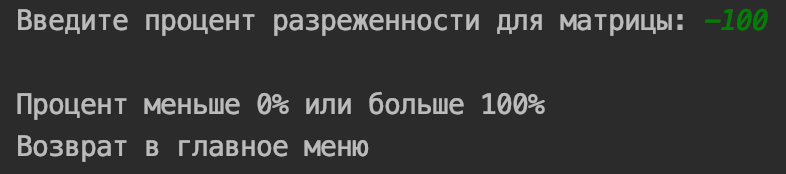 Введите процент разреженности для матрицы: -100
Процент меньше 0% или больше 100%
Возврат в главное меню